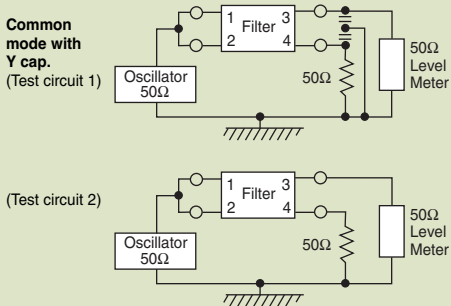 Common
mode with
Y cap.
(Test circuit 1)
1 Filter 3
2 4
Oscillator
50Ω
50Ω
50Ω
Level
Meter
(Test circuit 2)
1 Filter 3
2 4
Oscillator
50Ω
50Ω
50Ω
Level
Meter